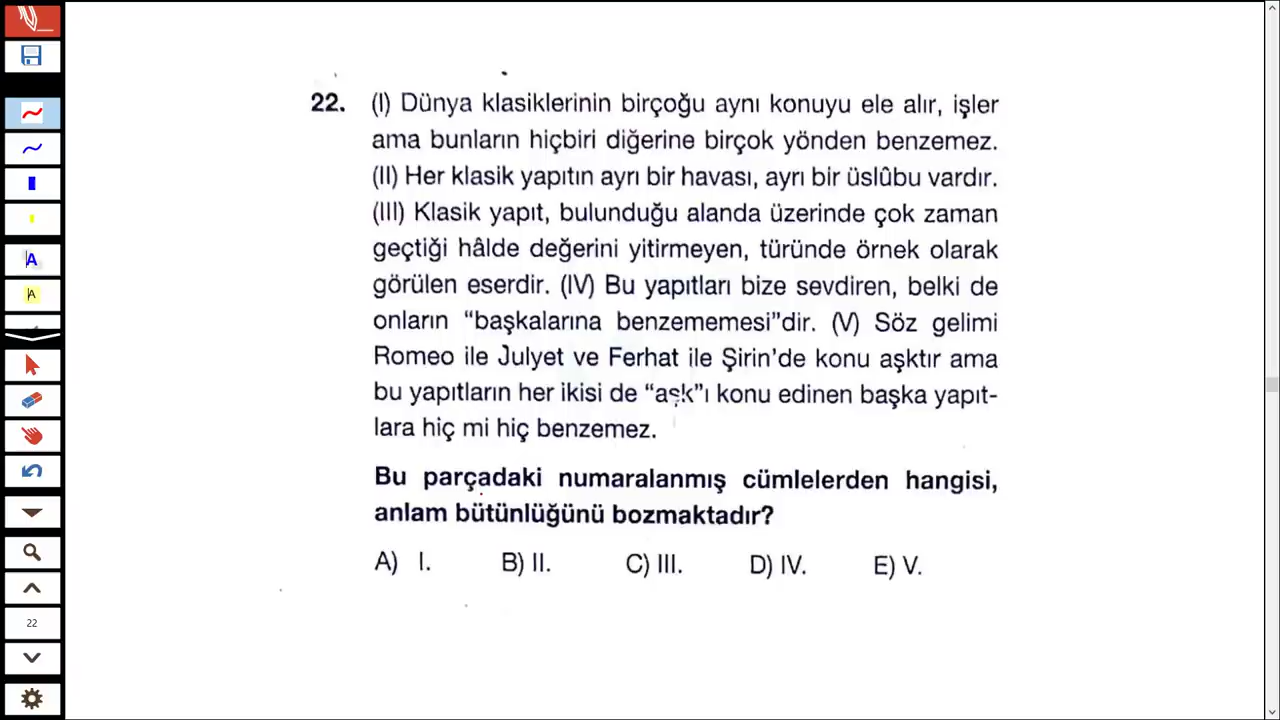 22. (I) Dünya klasiklerinin birçoğu aynı konuyu ele alır, işler
ama bunların hiçbiri diğerine birçok yönden benzemez.
(II) Her klasik yapıtın ayrı bir havası, ayrı bir üslûbu vardır.
(III) Klasik yapıt, bulunduğu alanda üzerinde çok zaman
geçtiği hâlde değerini yitirmeyen, türünde örnek olarak
görülen eserdir. (IV) Bu yapıtları bize sevdiren, belki de
onların “başkalarına benzememesi”dir. (V) Söz gelimi
Romeo ile Julyet ve Ferhat ile Şirin’de konu aşktır ama
bu yapıtların her ikisi de “aşk”ı konu edinen başka yapıt-
lara hiç mi hiç benzemez.
Bu parçadaki numaralanmış cümlelerden hangisi,
anlam bütünlüğünü bozmaktadır?
A) I. B) II. C) III. D) IV. E) V.
A
A
22